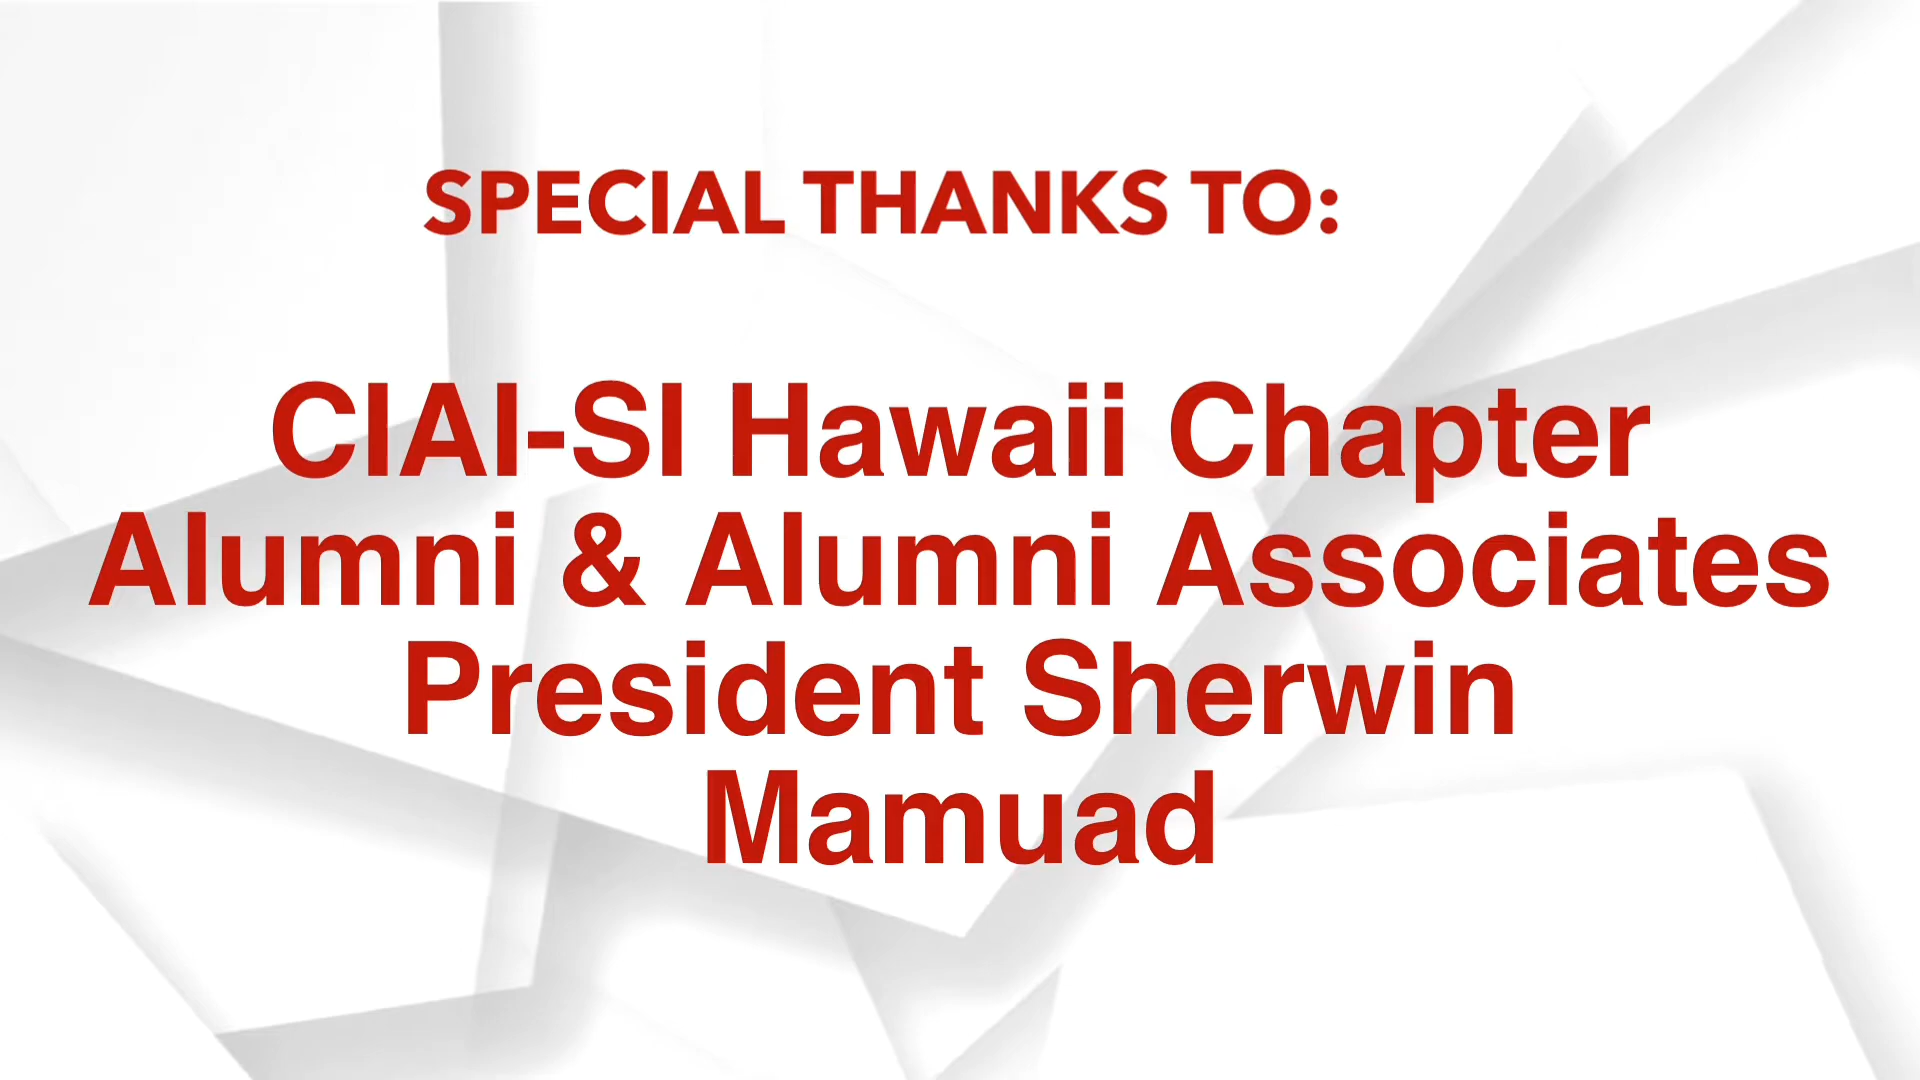 SPECIAL THANKS TO:
CIAI-SI Hawaii Chapter
Alumni & Alumni Associates
President Sherwin
Mamuad